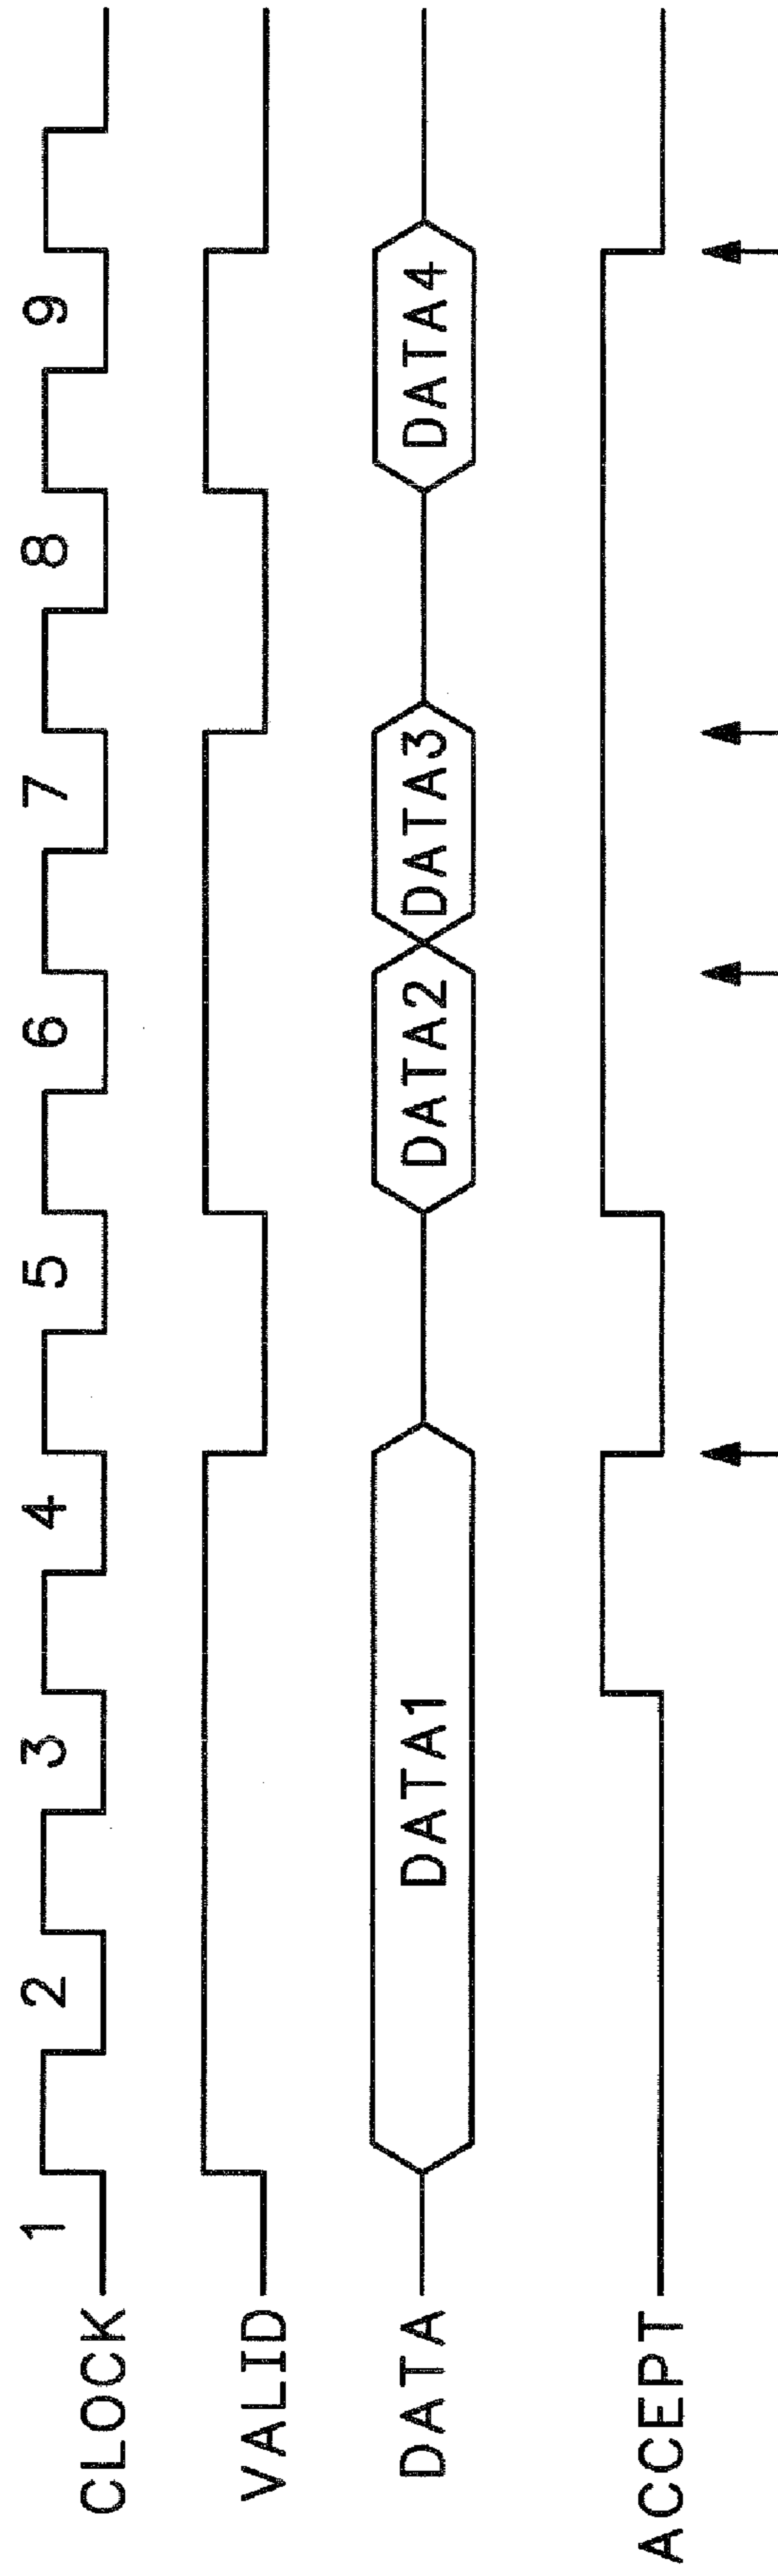 1 2 3 4 5 6 7 8 9
CLOCK
VALID
DATA DATA1 DATA2 DATA3 DATA4
ACCEPT